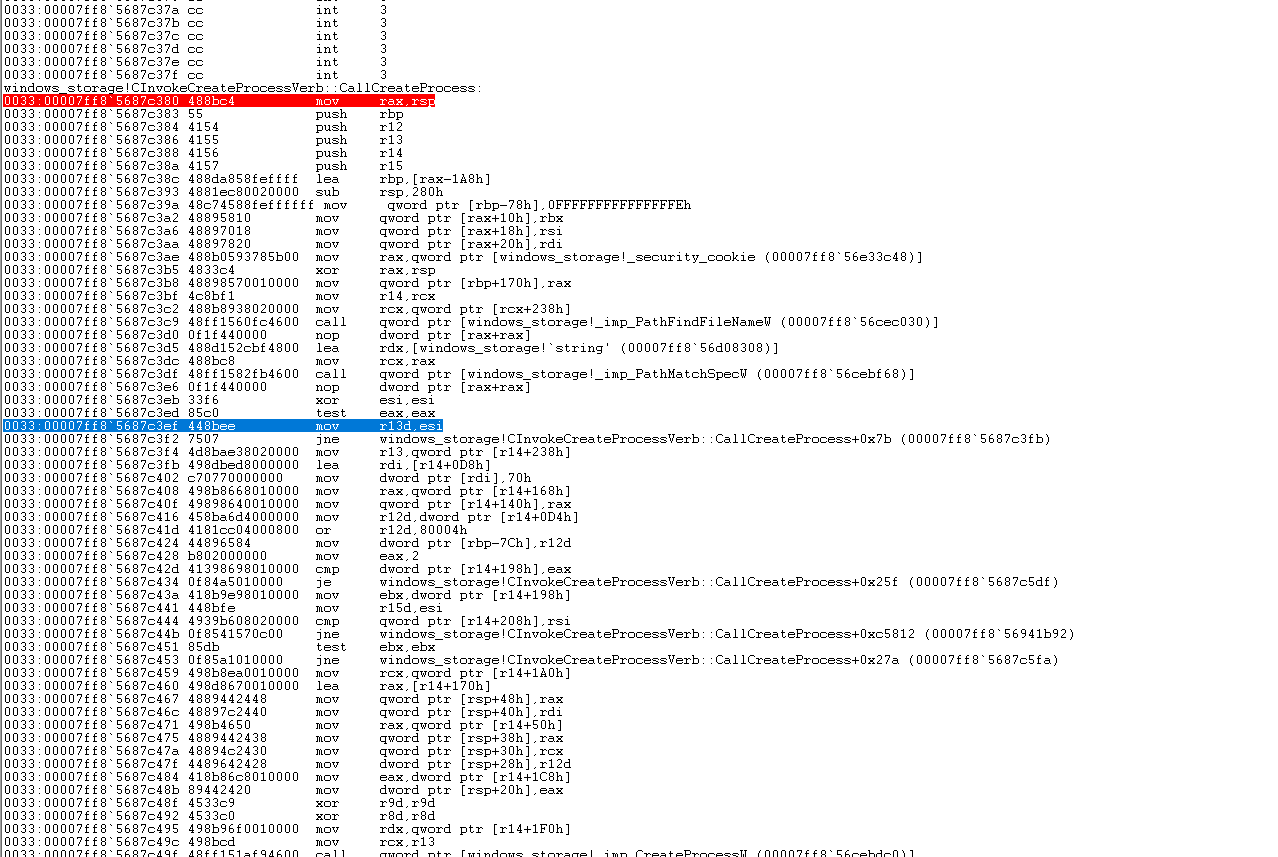 0033:00007ff8`5687c37a cc int 3
0033:00007ff8`5687c37b cc int 3
0033:00007ff8`5687c37c cc int 3
0033:00007ff8`5687c37d cc int 3
0033:00007ff8`5687c37e cc int 3
0033:00007ff8`5687c37f cc int 3
windows_storage!CInvokeCreateProcessVerb::CallCreateProcess:
0033:00007ff8`5687c380 488bc4 mov rax,rsp
0033:00007ff8`5687c383 55 push rbp
0033:00007ff8`5687c384 4154 push r12
0033:00007ff8`5687c386 4155 push r13
0033:00007ff8`5687c388 4156 push r14
0033:00007ff8`5687c38a 4157 push r15
0033:00007ff8`5687c38c 488da858feffff lea rbp,[rax-1A8h]
0033:00007ff8`5687c393 4881ec80020000 sub rsp,280h
0033:00007ff8`5687c39a 48c74588feffffff mov qword ptr [rbp-78h],0FFFFFFFFFFFFFFFEh
0033:00007ff8`5687c3a2 48895810 mov qword ptr [rax+10h],rbx
0033:00007ff8`5687c3a6 48897018 mov qword ptr [rax+18h],rsi
0033:00007ff8`5687c3aa 48897820 mov qword ptr [rax+20h],rdi
0033:00007ff8`5687c3ae 488b0593785b00 mov rax,qword ptr [windows_storage!_security_cookie (00007ff8`56e33c48)]
0033:00007ff8`5687c3b5 4833c4 xor rax,rsp
0033:00007ff8`5687c3b8 48898570010000 mov qword ptr [rbp+170h],rax
0033:00007ff8`5687c3bf 4c8bf1 mov r14,rcx
0033:00007ff8`5687c3c2 488b8938020000 mov rcx,qword ptr [rcx+238h]
0033:00007ff8`5687c3c9 48ff1560fc4600 call qword ptr [windows_storage!_imp_PathFindFileNameW (00007ff8`56cec030)]
0033:00007ff8`5687c3d0 0f1f440000 nop dword ptr [rax+rax]
0033:00007ff8`5687c3d5 488d152cbf4800 lea rdx,[windows_storage!`string' (00007ff8`56d08308)]
0033:00007ff8`5687c3dc 488bc8 mov rcx,rax
0033:00007ff8`5687c3df 48ff1582fb4600 call qword ptr [windows_storage!_imp_PathMatchSpecW (00007ff8`56cebf68)]
0033:00007ff8`5687c3e6 0f1f440000 nop dword ptr [rax+rax]
0033:00007ff8`5687c3eb 33f6 xor esi,esi
0033:00007ff8`5687c3ed 85c0 test eax,eax
0033:00007ff8`5687c3ef 448bee mov r13d,esi
0033:00007ff8`5687c3f2 7507 jne windows_storage!CInvokeCreateProcessVerb::CallCreateProcess+0x7b (00007ff8`5687c3fb)
0033:00007ff8`5687c3f4 4d8bae38020000 mov r13,qword ptr [r14+238h]
0033:00007ff8`5687c3fb 498dbed8000000 lea rdi,[r14+0D8h]
0033:00007ff8`5687c402 c70770000000 mov dword ptr [rdi],70h
0033:00007ff8`5687c408 498b8668010000 mov rax,qword ptr [r14+168h]
0033:00007ff8`5687c40f 49898640010000 mov qword ptr [r14+140h],rax
0033:00007ff8`5687c416 458ba6d4000000 mov r12d,dword ptr [r14+0D4h]
0033:00007ff8`5687c41d 4181cc04000800 or r12d,80004h
0033:00007ff8`5687c424 44896584 mov dword ptr [rbp-7Ch],r12d
0033:00007ff8`5687c428 b802000000 mov eax,2
0033:00007ff8`5687c42d 41398698010000 cmp dword ptr [r14+198h],eax
0033:00007ff8`5687c434 0f84a5010000 je windows_storage!CInvokeCreateProcessVerb::CallCreateProcess+0x25f (00007ff8`5687c5df)
0033:00007ff8`5687c43a 418b9e98010000 mov ebx,dword ptr [r14+198h]
0033:00007ff8`5687c441 448bfe mov r15d,esi
0033:00007ff8`5687c444 4939b608020000 cmp qword ptr [r14+208h],rsi
0033:00007ff8`5687c44b 0f8541570c00 jne windows_storage!CInvokeCreateProcessVerb::CallCreateProcess+0xc5812 (00007ff8`56941b92)
0033:00007ff8`5687c451 85db test ebx,ebx
0033:00007ff8`5687c453 0f85a1010000 jne windows_storage!CInvokeCreateProcessVerb::CallCreateProcess+0x27a (00007ff8`5687c5fa)
0033:00007ff8`5687c459 498b8ea0010000 mov rcx,qword ptr [r14+1A0h]
0033:00007ff8`5687c460 498d8670010000 lea rax,[r14+170h]
0033:00007ff8`5687c467 4889442448 mov qword ptr [rsp+48h],rax
0033:00007ff8`5687c46c 48897c2440 mov qword ptr [rsp+40h],rdi
0033:00007ff8`5687c471 498b4650 mov rax,qword ptr [r14+50h]
0033:00007ff8`5687c475 4889442438 mov qword ptr [rsp+38h],rax
0033:00007ff8`5687c47a 48894c2430 mov qword ptr [rsp+30h],rcx
0033:00007ff8`5687c47f 4489642428 mov dword ptr [rsp+28h],r12d
0033:00007ff8`5687c484 418b86c8010000 mov eax,dword ptr [r14+1C8h]
0033:00007ff8`5687c48b 89442420 mov dword ptr [rsp+20h],eax
0033:00007ff8`5687c48f 4533c9 xor r9d,r9d
0033:00007ff8`5687c492 4533c0 xor r8d,r8d
0033:00007ff8`5687c495 498b96f0010000 mov rdx,qword ptr [r14+1F0h]
0033:00007ff8`5687c49c 498bcd mov rcx,r13
0033:00007ff8`5687c49f 48ff151af94600 call qword ptr [windows_storage!_imp_CreateProcessW (00007ff8`56cebdc0)]